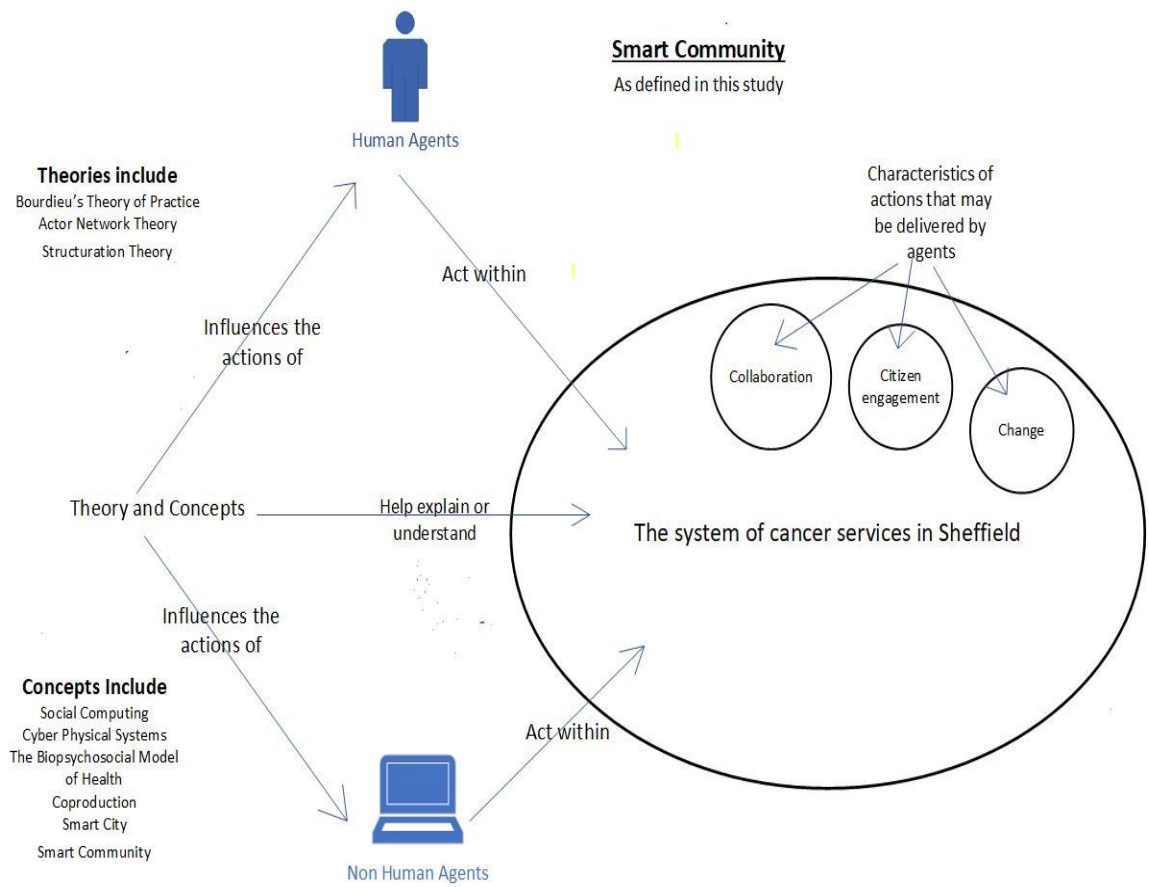 Smart Community
As defined in this study
Human Agents
Theories include
Bourdieu's Theory of Practice
Actor Network Theory
Structuration Theory
Characteristics of
actions that may
be delivered by
agents
Act within
Influences the
actions of
Collaboration
Citizen
engagement
Change
Theory and Concepts
Help explain or
understand
The system of cancer services in Sheffield
Influences the
actions of
Concepts Include
Social Computing
Cyber Physical Systems
The Biopsychosocial Model
of Health
Coproduction
Smart City
Smart Community
Act within
Non Human Agents